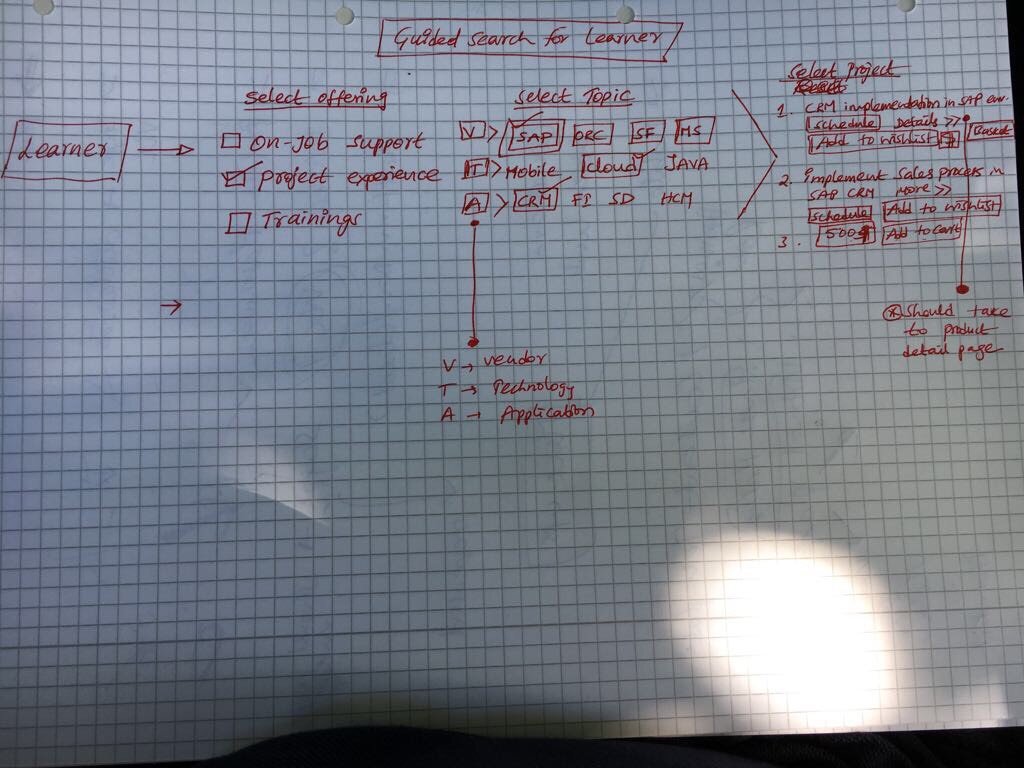 Guided search for Learner
Learner
Select offering
On-Job support
Project experience
Trainings
Select Topic
V > SAP ORC SF MS
T > Mobile Cloud JAVA
A > CRM FI SD HCM
V → Vendor
T → Technology
A → Application
Select Project
1. CRM implementation in SAP env.
Schedule Details >>
Add to wishlist $
2. Implement Sales process in
SAP CRM More >>
Schedule Add to wishlist
500$ Add to Cart
3.
* Should take
to product
detail page